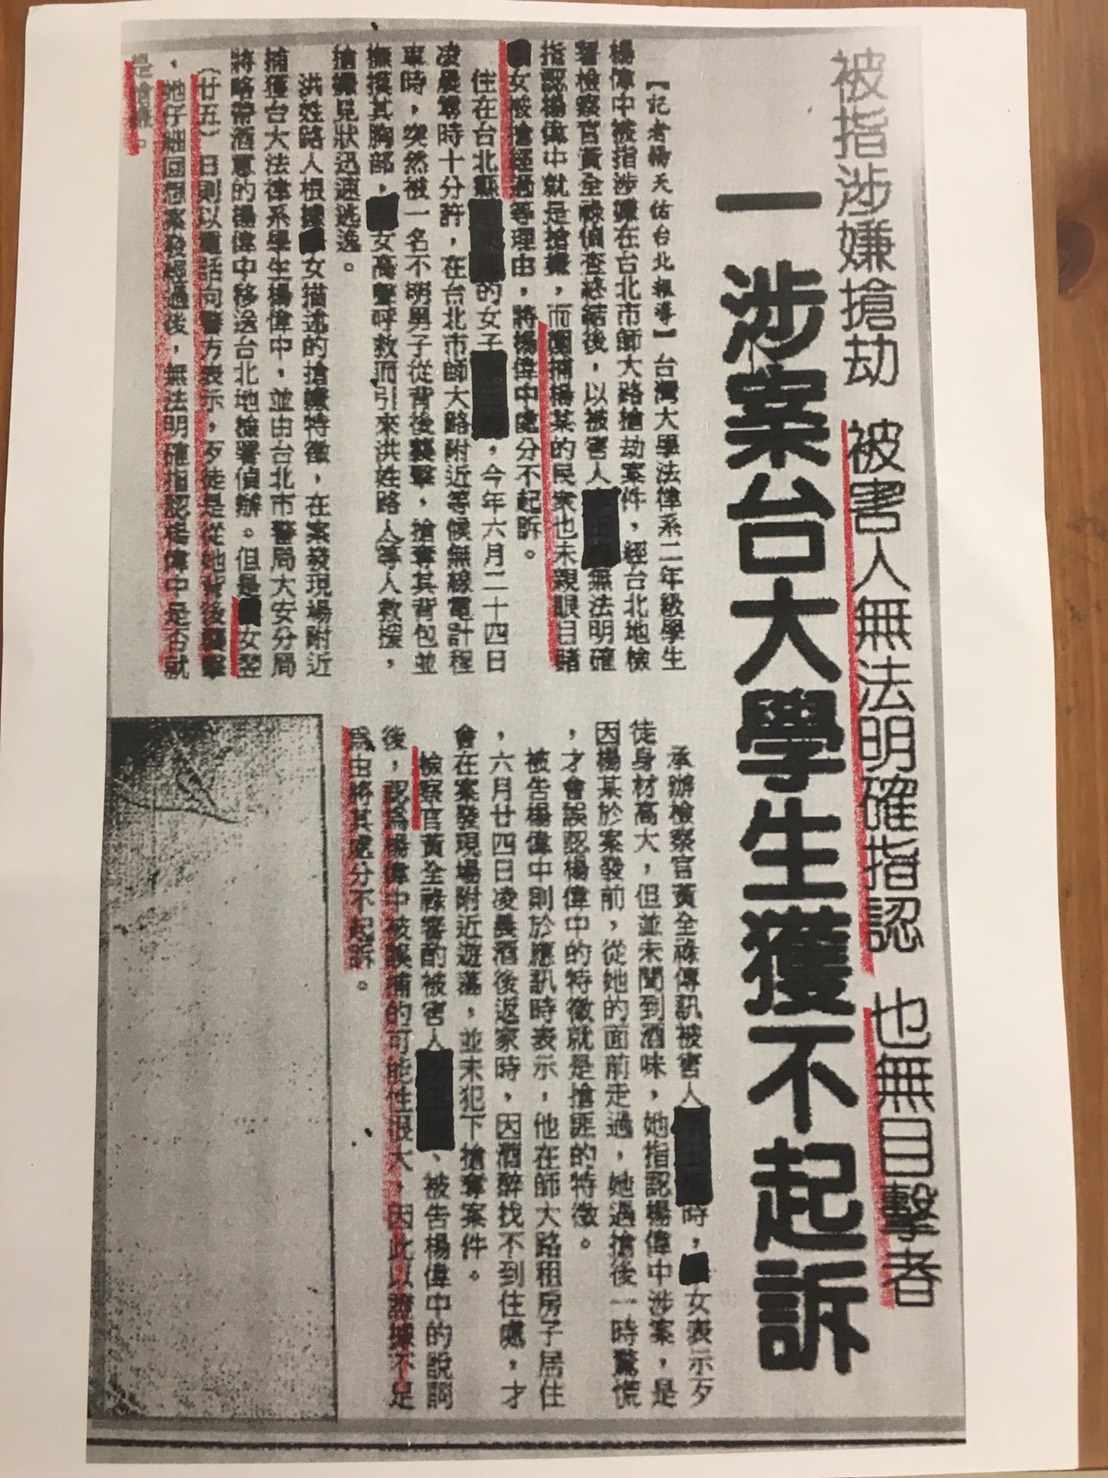 被指涉嫌搶劫 被害人無法明確指認 也無目擊者
一涉案台大學生獲不起訴
【記者楊天佑台北報導】台灣大學法律系二年級學生
楊偉中被指涉嫌在台北市師大路搶劫案件，經台北地檢
署檢察官黃全祿偵查終結後，以被害人無法明確
指認楊偉中就是搶嫌，而圍捕楊某的民衆也未親眼目睹
女被搶經過等理由，將楊偉中處分不起訴。
住在台北縣的女子，今年六月二十四日
凌晨零時十分許，在台北市師大路附近等候無線電計程
車時，突然被一名不明男子從背後襲擊，搶奪其背包並
撫摸其胸部，女高聲呼救而引來洪姓路人等人救援，
搶嫌見狀迅速逃逸。
洪姓路人根據女描述的搶嫌特徵，在案發現場附近
捕獲台大法律系學生楊偉中，並由台北市警局大安分局
將略帶酒意的楊偉中移送台北地檢署偵辦。但是女翌
（廿五）日則以電話向警方表示，歹徒是從她背後襲擊
，她仔細回想案發經過後，無法明確指認楊偉中是否就
是搶嫌。
承辦檢察官黃全祿傳訊被害人時，女表示歹
徒身材高大，但並未聞到酒味，她指認楊偉中涉案，是
因楊某於案發前，從她的面前走過，她遇搶後一時驚慌
，才會誤認楊偉中的特徵就是搶匪的特徵。
被告楊偉中則於應訊時表示，他在師大路租房子居住
，六月廿四日凌晨酒後返家時，因酒醉找不到住處，才
會在案發現場附近遊蕩，並未犯下搶奪案件。
檢察官黃全祿審酌被害人、被告楊偉中的說詞
後，認爲楊偉中被誤捕的可能性很大，因此以證據不足
爲由將其處分不起訴。